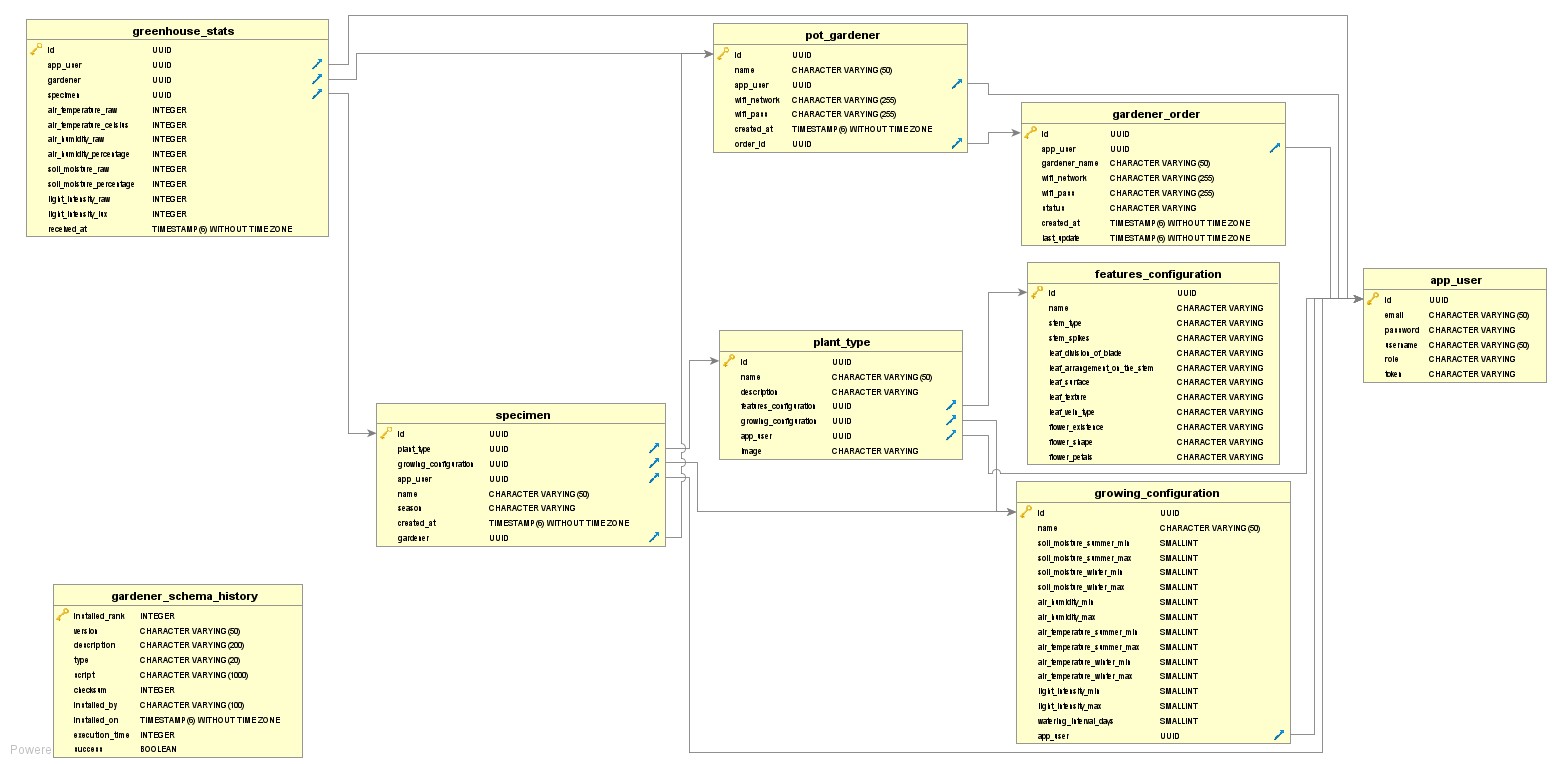 greenhouse_stats
id UUID
app_user UUID
gardener UUID
specimen UUID
air_temperature_raw INTEGER
air_temperature_celsius INTEGER
air_humidity_raw INTEGER
air_humidity_percentage INTEGER
soil_moisture_raw INTEGER
soil_moisture_percentage INTEGER
light_intensity_raw INTEGER
light_intensity_lux INTEGER
received_at TIMESTAMP(6) WITHOUT TIME ZONE
pot_gardener
id UUID
name CHARACTER VARYING(50)
app_user UUID
wifi_network CHARACTER VARYING(255)
wifi_pass CHARACTER VARYING(255)
created_at TIMESTAMP(6) WITHOUT TIME ZONE
order_id UUID
gardener_order
id UUID
app_user UUID
gardener_name CHARACTER VARYING(50)
wifi_network CHARACTER VARYING(255)
wifi_pass CHARACTER VARYING(255)
status CHARACTER VARYING
created_at TIMESTAMP(6) WITHOUT TIME ZONE
last_update TIMESTAMP(6) WITHOUT TIME ZONE
features_configuration
id UUID
name CHARACTER VARYING
stem_type CHARACTER VARYING
stem_spikes CHARACTER VARYING
leaf_division_of_blade CHARACTER VARYING
leaf_arrangement_on_the_stem CHARACTER VARYING
leaf_surface CHARACTER VARYING
leaf_texture CHARACTER VARYING
leaf_vein_type CHARACTER VARYING
flower_existence CHARACTER VARYING
flower_shape CHARACTER VARYING
flower_petals CHARACTER VARYING
app_user
id UUID
email CHARACTER VARYING(50)
password CHARACTER VARYING
username CHARACTER VARYING(50)
role CHARACTER VARYING
token CHARACTER VARYING
plant_type
id UUID
name CHARACTER VARYING(50)
description CHARACTER VARYING
features_configuration UUID
growing_configuration UUID
app_user UUID
image CHARACTER VARYING
specimen
id UUID
plant_type UUID
growing_configuration UUID
app_user UUID
name CHARACTER VARYING(50)
season CHARACTER VARYING
created_at TIMESTAMP(6) WITHOUT TIME ZONE
gardener UUID
growing_configuration
id UUID
name CHARACTER VARYING(50)
soil_moisture_summer_min SMALLINT
soil_moisture_summer_max SMALLINT
soil_moisture_winter_min SMALLINT
soil_moisture_winter_max SMALLINT
air_humidity_min SMALLINT
air_humidity_max SMALLINT
air_temperature_summer_min SMALLINT
air_temperature_summer_max SMALLINT
air_temperature_winter_min SMALLINT
air_temperature_winter_max SMALLINT
light_intensity_min SMALLINT
light_intensity_max SMALLINT
watering_interval_days SMALLINT
app_user UUID
gardener_schema_history
installed_rank INTEGER
version CHARACTER VARYING(50)
description CHARACTER VARYING(200)
type CHARACTER VARYING(20)
script CHARACTER VARYING(1000)
checksum INTEGER
installed_by CHARACTER VARYING(100)
installed_on TIMESTAMP(6) WITHOUT TIME ZONE
execution_time INTEGER
success BOOLEAN
Powere